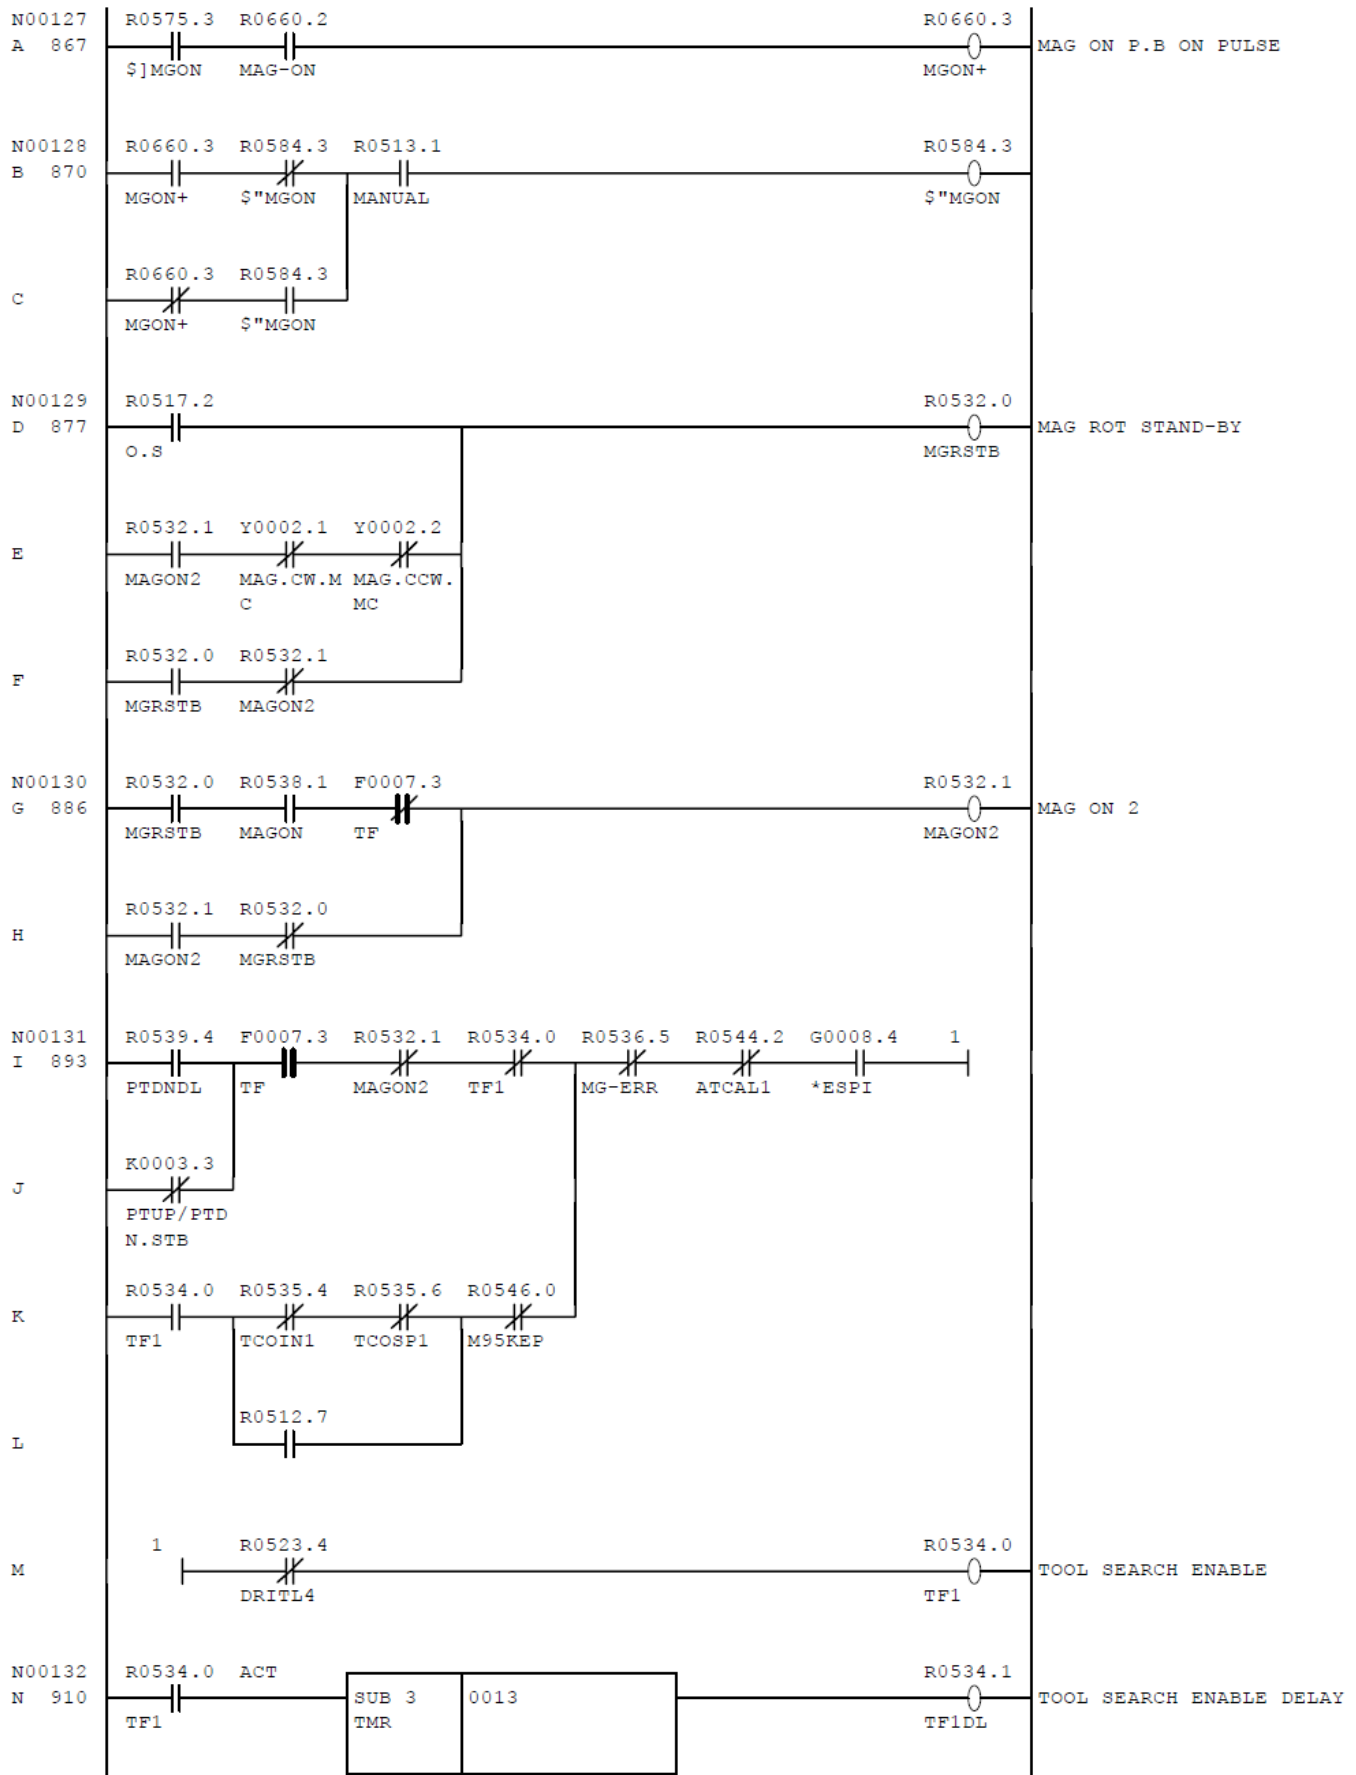 N00127 R0575.3 R0660.2 R0660.3
A 867 MAG ON P.B ON PULSE
$]MGON MAG-ON MGON+
N00128 R0660.3 R0584.3 R0513.1 R0584.3
B 870
MGON+ $"MGON MANUAL $"MGON
R0660.3 R0584.3
C
MGON+ $"MGON
N00129 R0517.2 R0532.0
D 877 MAG ROT STAND-BY
O.S MGRSTB
R0532.1 Y0002.1 Y0002.2
E
MAGON2 MAG.CW.M MAG.CCW.
C MC
R0532.0 R0532.1
F
MGRSTB MAGON2
N00130 R0532.0 R0538.1 F0007.3 R0532.1
G 886 MAG ON 2
MGRSTB MAGON TF MAGON2
R0532.1 R0532.0
H
MAGON2 MGRSTB
N00131 R0539.4 F0007.3 R0532.1 R0534.0 R0536.5 R0544.2 G0008.4 1
I 893
PTDNDL TF MAGON2 TF1 MG-ERR ATCAL1 *ESPI
K0003.3
J
PTUP/PTD
N.STB
R0534.0 R0535.4 R0535.6 R0546.0
K
TF1 TCOIN1 TCOSP1 M95KEP
R0512.7
L
1 R0523.4 R0534.0
M TOOL SEARCH ENABLE
DRITL4 TF1
N00132 R0534.0 ACT R0534.1
N 910 SUB 3 0013 TOOL SEARCH ENABLE DELAY
TF1 TMR TF1DL